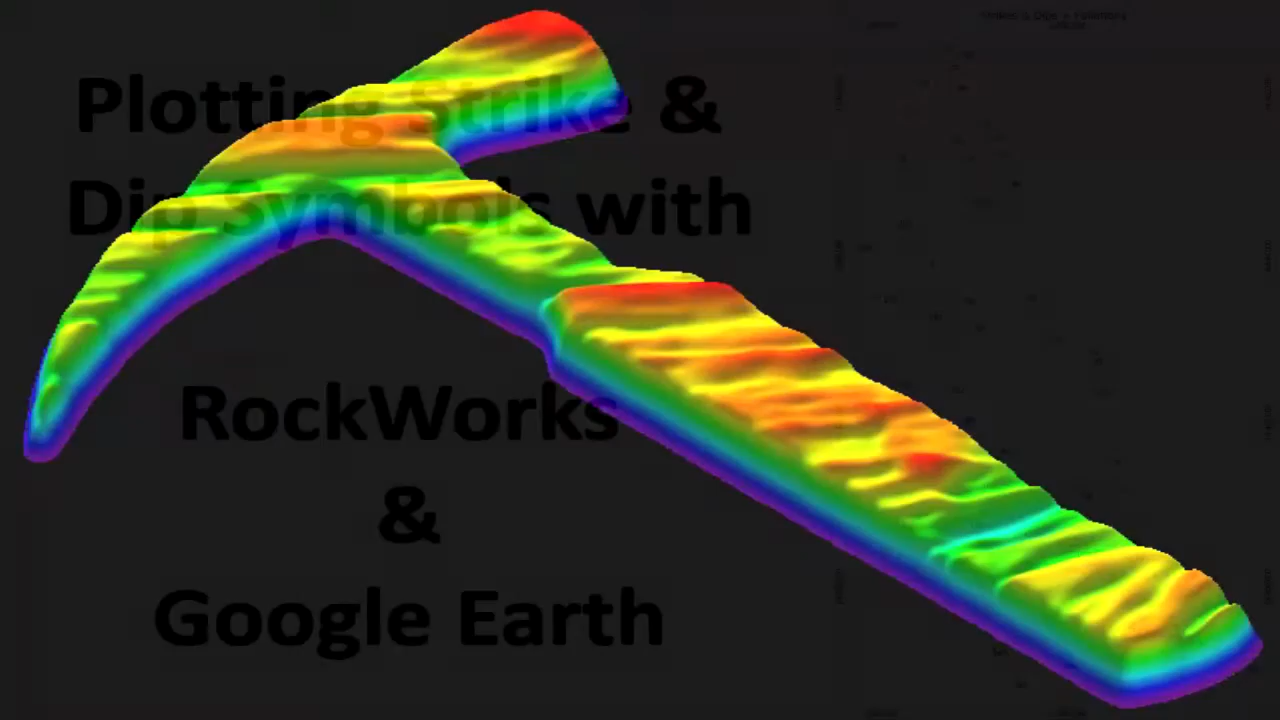 Plotting Strike &
Dip Symbols with
RockWorks
&
Google Earth